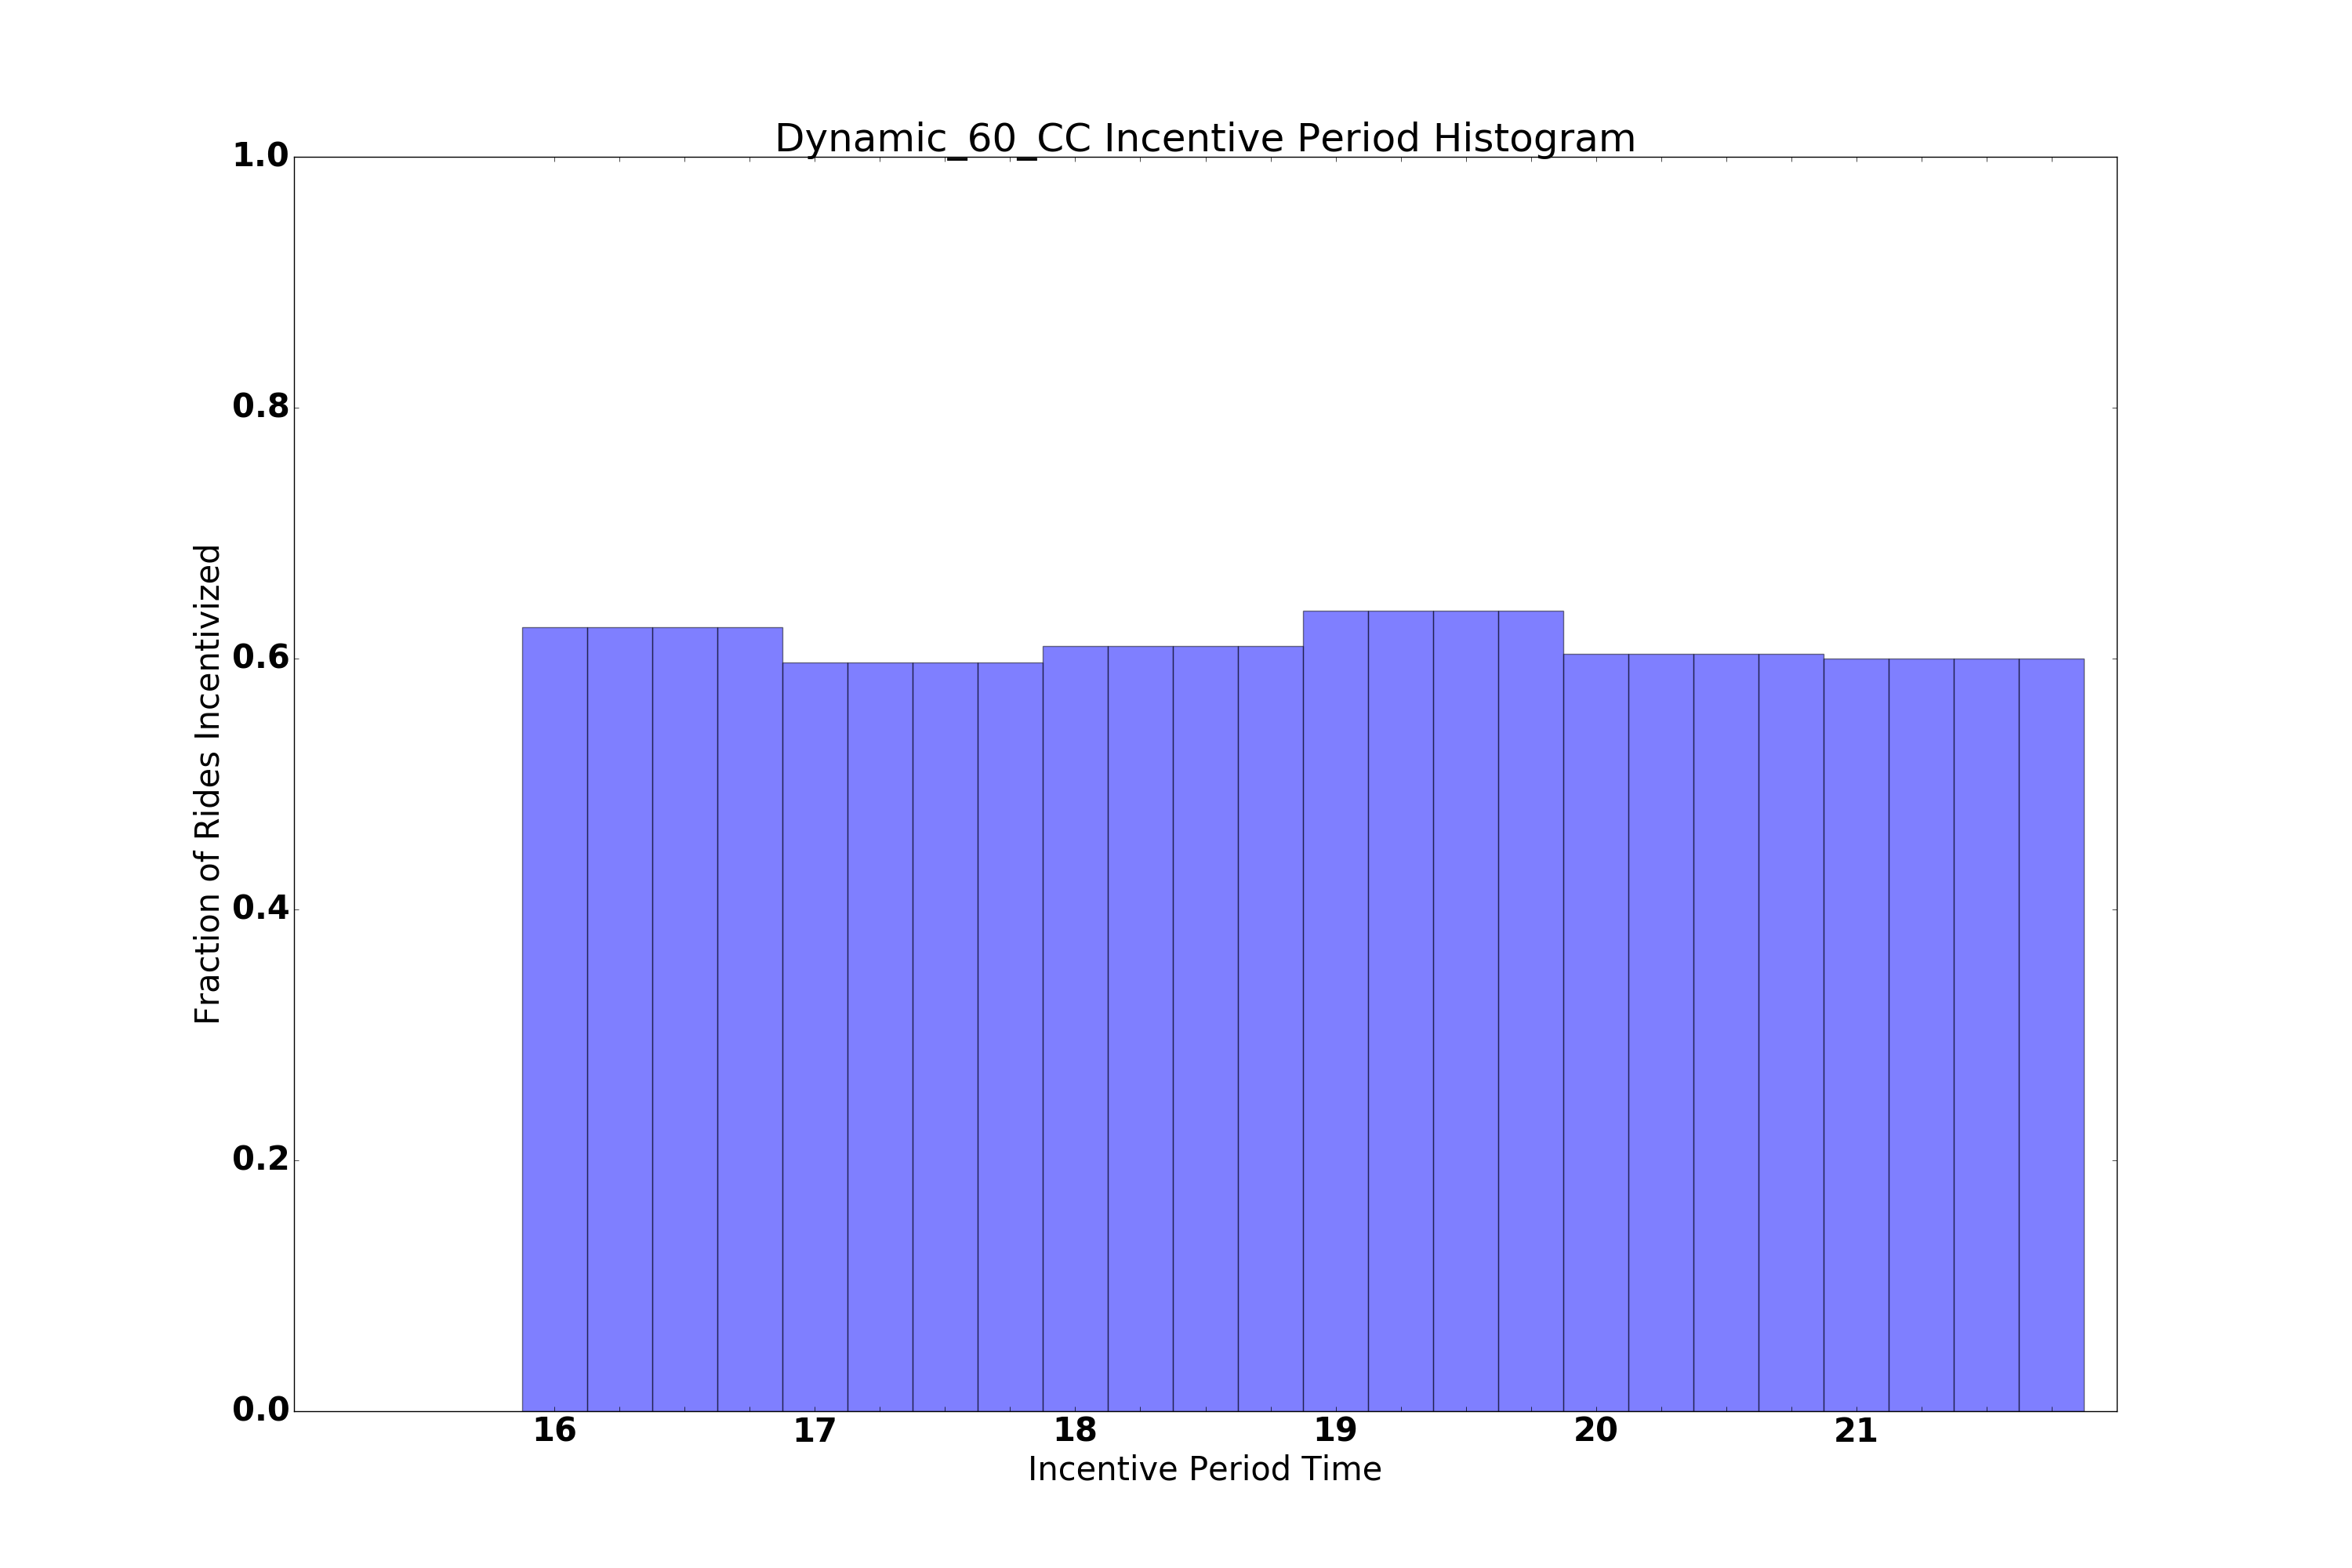 Dynamic_60_CC Incentive Period Histogram
1.0
0.8
0.6
0.4
0.2
0.0
Fraction of Rides Incentivized
16 17 18 19 20 21
Incentive Period Time